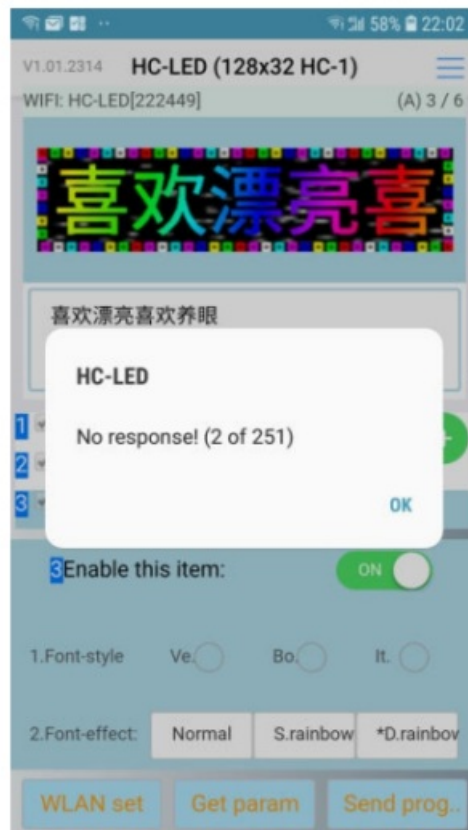 58% 22:02
V1.01.2314 HC-LED (128x32 HC-1)
WIFI: HC-LED[222449] (A) 3 / 6
喜欢漂亮喜
喜欢漂亮喜欢养眼
HC-LED
No response! (2 of 251)
OK
1
2
3
3Enable this item: ON
1.Font-style Ve. Bo. It.
2.Font-effect: Normal S.rainbow *D.rainbow
WLAN set Get param Send prog..